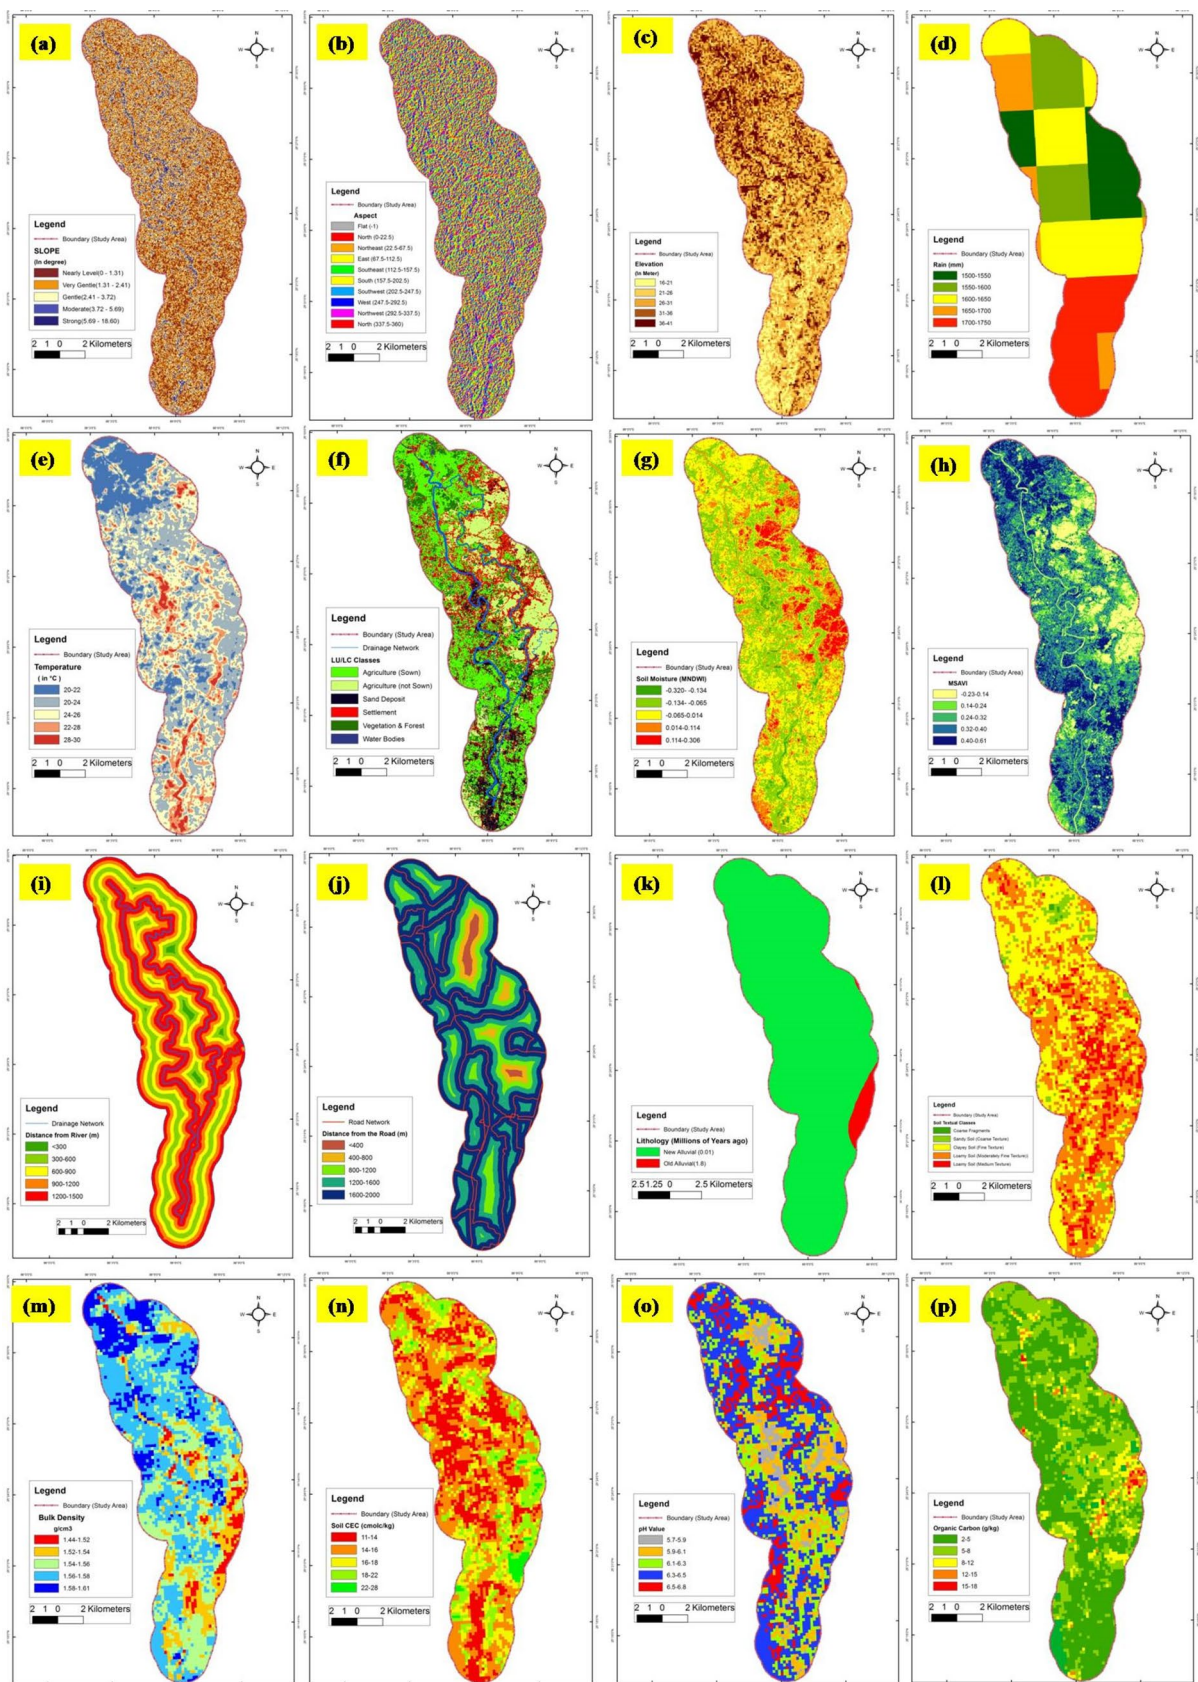 (a)
N
W E
S
Legend
Boundary (Study Area)
SLOPE
(In degree)
Nearly Level(0 - 1.31)
Very Gentle(1.31 - 2.41)
Gentle(2.41 - 3.72)
Moderate(3.72 - 5.69)
Strong(5.69 - 18.60)
2 1 0 2 Kilometers
(b)
N
W E
S
Legend
Boundary (Study Area)
Aspect
Flat (-1)
North (0-22.5)
Northeast (22.5-67.5)
East (67.5-112.5)
Southeast (112.5-157.5)
South (157.5-202.5)
Southwest (202.5-247.5)
West (247.5-292.5)
Northwest (292.5-337.5)
North (337.5-360)
2 1 0 2 Kilometers
(c)
N
W E
S
Legend
Boundary (Study Area)
Elevation
(In Meter)
16-21
21-26
26-31
31-36
36-41
2 1 0 2 Kilometers
(d)
N
W E
S
Legend
Boundary (Study Area)
Rain (mm)
1500-1550
1550-1600
1600-1650
1650-1700
1700-1750
2 1 0 2 Kilometers
(e)
N
W E
S
Legend
Boundary (Study Area)
Temperature
( in °C )
20-22
20-24
24-26
22-28
28-30
2 1 0 2 Kilometers
(f)
N
W E
S
Legend
Boundary (Study Area)
Drainage Network
LU/LC Classes
Agriculture (Sown)
Agriculture (not Sown)
Sand Deposit
Settlement
Vegetation & Forest
Water Bodies
2 1 0 2 Kilometers
(g)
N
W E
S
Legend
Boundary (Study Area)
Soil Moisture (MNDWI)
-0.320- -0.134
-0.134- -0.065
-0.065-0.014
0.014-0.114
0.114-0.306
2 1 0 2 Kilometers
(h)
N
W E
S
Legend
Boundary (Study Area)
MSAVI
-0.23-0.14
0.14-0.24
0.24-0.32
0.32-0.40
0.40-0.61
2 1 0 2 Kilometers
(i)
N
W E
S
Legend
Drainage Network
Distance from River (m)
<300
300-600
600-900
900-1200
1200-1500
2 1 0 2 Kilometers
(j)
N
W E
S
Legend
Road Network
Distance from the Road (m)
<400
400-800
800-1200
1200-1600
1600-2000
2 1 0 2 Kilometers
(k)
N
W E
S
Legend
Boundary (Study Area)
Lithology (Millions of Years ago)
New Alluvial (0.01)
Old Alluvial(1.8)
2.5 1.25 0 2.5 Kilometers
(l)
N
W E
S
Legend
Boundary (Study Area)
Soil Textual Classes
Coarse Fragments
Sandy Soil (Coarse Texture)
Clayey Soil (Fine Texture)
Loamy Soil (Moderately Fine Texture)
Loamy Soil (Medium Texture)
2 1 0 2 Kilometers
(m)
N
W E
S
Legend
Boundary (Study Area)
Bulk Density
g/cm3
1.44-1.52
1.52-1.54
1.54-1.56
1.56-1.58
1.58-1.61
2 1 0 2 Kilometers
(n)
N
W E
S
Legend
Boundary (Study Area)
Soil CEC (cmolc/kg)
11-14
14-16
16-18
18-22
22-28
2 1 0 2 Kilometers
(o)
N
W E
S
Legend
Boundary (Study Area)
pH Value
5.7-5.9
5.9-6.1
6.1-6.3
6.3-6.5
6.5-6.8
2 1 0 2 Kilometers
(p)
N
W E
S
Legend
Boundary (Study Area)
Organic Carbon (g/kg)
2-5
5-8
8-12
12-15
15-18
2 1 0 2 Kilometers